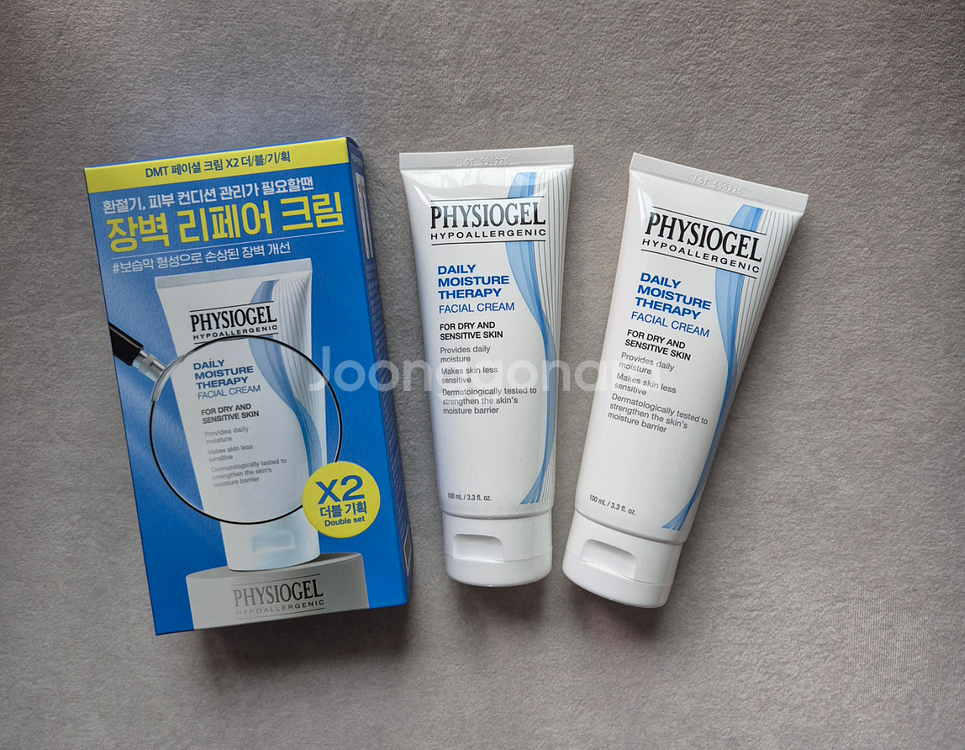 DMT 페이셜 크림 X2 더/블/기/획
환절기, 피부 컨디션 관리가 필요할땐
장벽 리페어 크림
#보습막 형성으로 손상된 장벽 개선
PHYSIOGEL
HYPOALLERGENIC
DAILY
MOISTURE
THERAPY
FACIAL CREAM
FOR DRY AND
SENSITIVE SKIN
Provides daily
moisture
Makes skin less
sensitive
Dermatologically tested to
strengthen the skin's
moisture barrier
X2
더블 기획
Double set
PHYSIOGEL
HYPOALLERGENIC
LOT 590225
PHYSIOGEL
HYPOALLERGENIC
DAILY
MOISTURE
THERAPY
FACIAL CREAM
FOR DRY AND
SENSITIVE SKIN
Provides daily
moisture
Makes skin less
sensitive
Dermatologically tested to
strengthen the skin's
moisture barrier
100 mL / 3.3 fl. oz.
LOT 590225
PHYSIOGEL
HYPOALLERGENIC
DAILY
MOISTURE
THERAPY
FACIAL CREAM
FOR DRY AND
SENSITIVE SKIN
Provides daily
moisture
Makes skin less
sensitive
Dermatologically tested to
strengthen the skin's
moisture barrier
100 mL / 3.3 fl. oz.
Joonggonara